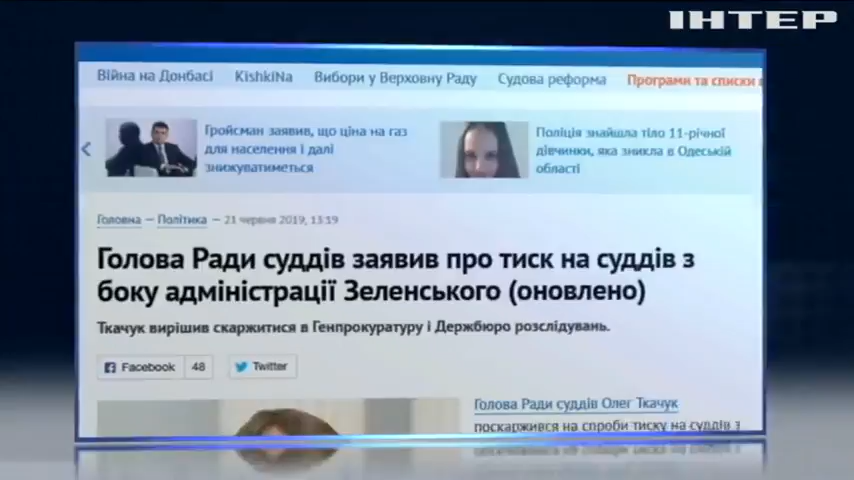 ІНТЕР
Війна на Донбасі KishkiNa Вибори у Верховну Раду Судова реформа Програми та списки
Гройсман заявив, що ціна на газ
для населення і далі
знижуватиметься
Поліція знайшла тіло 11-річної
дівчинки, яка зникла в Одеській
області
Головна — Політика — 21 червня 2019, 13:19
Голова Ради суддів заявив про тиск на суддів з
боку адміністрації Зеленського (оновлено)
Ткачук вирішив скаржитися в Генпрокуратуру і Держбюро розслідувань.
Facebook 48 Twitter
Голова Ради суддів Олег Ткачук
поскаржився на спроби тиску на суддів з